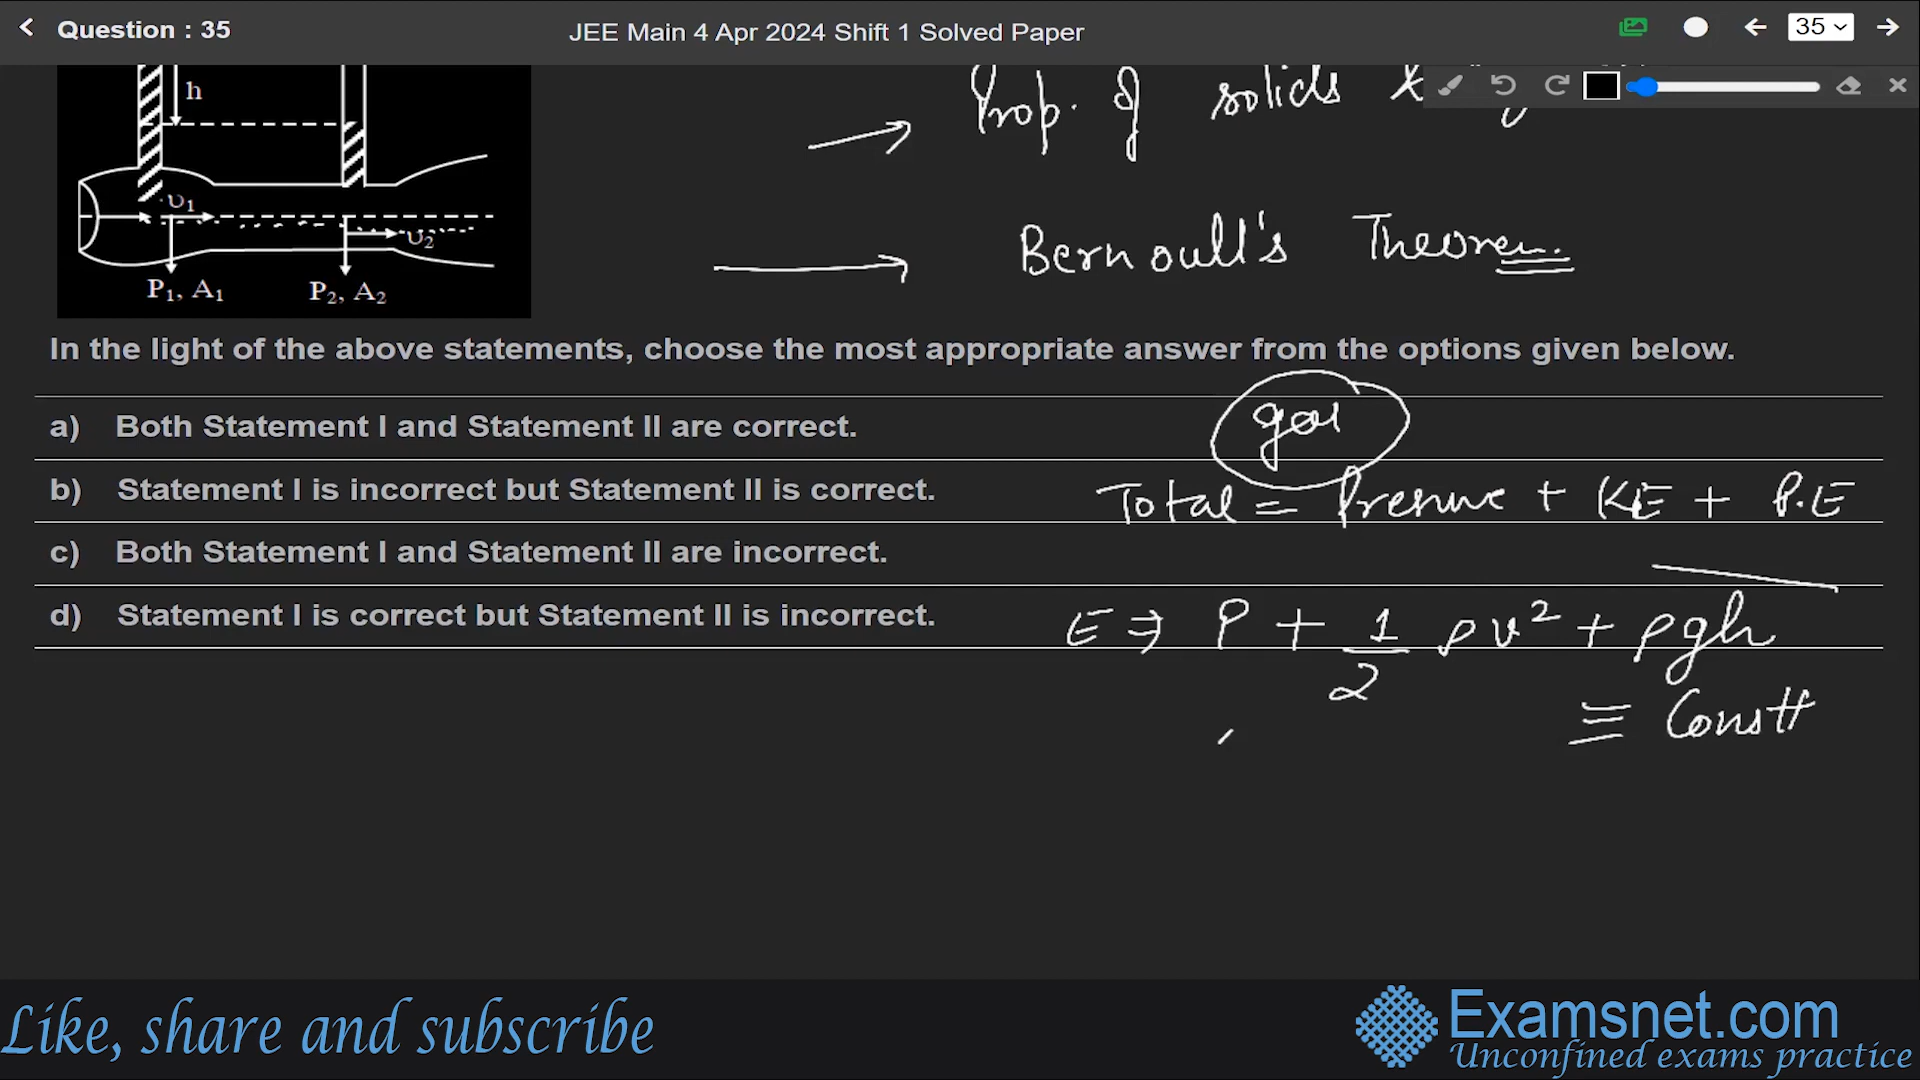 Question : 35
JEE Main 4 Apr 2024 Shift 1 Solved Paper
35
h
Prop. of solids &
υ1
υ2
P1, A1
P2, A2
Bernoull's Theorem.
In the light of the above statements, choose the most appropriate answer from the options given below.
a) Both Statement I and Statement II are correct.
b) Statement I is incorrect but Statement II is correct.
Total = Pressure + KE + P.E
c) Both Statement I and Statement II are incorrect.
d) Statement I is correct but Statement II is incorrect.
E ⇒ P + 1/2 ρv² + ρgh
= Constt
Like, share and subscribe
Examsnet.com
Unconfined exams practice